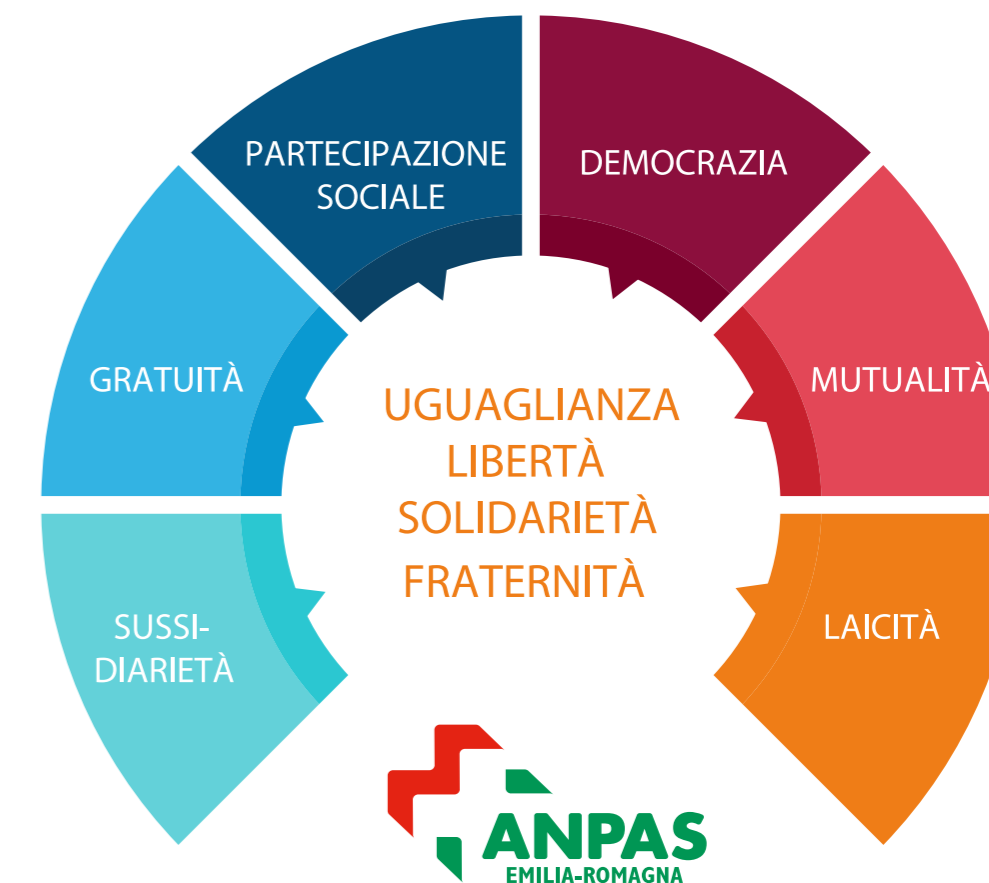 PARTECIPAZIONE
SOCIALE
DEMOCRAZIA
GRATUITÀ
MUTUALITÀ
UGUAGLIANZA
LIBERTÀ
SOLIDARIETÀ
FRATERNITÀ
SUSSI-
DIARIETÀ
LAICITÀ
ANPAS
EMILIA-ROMAGNA